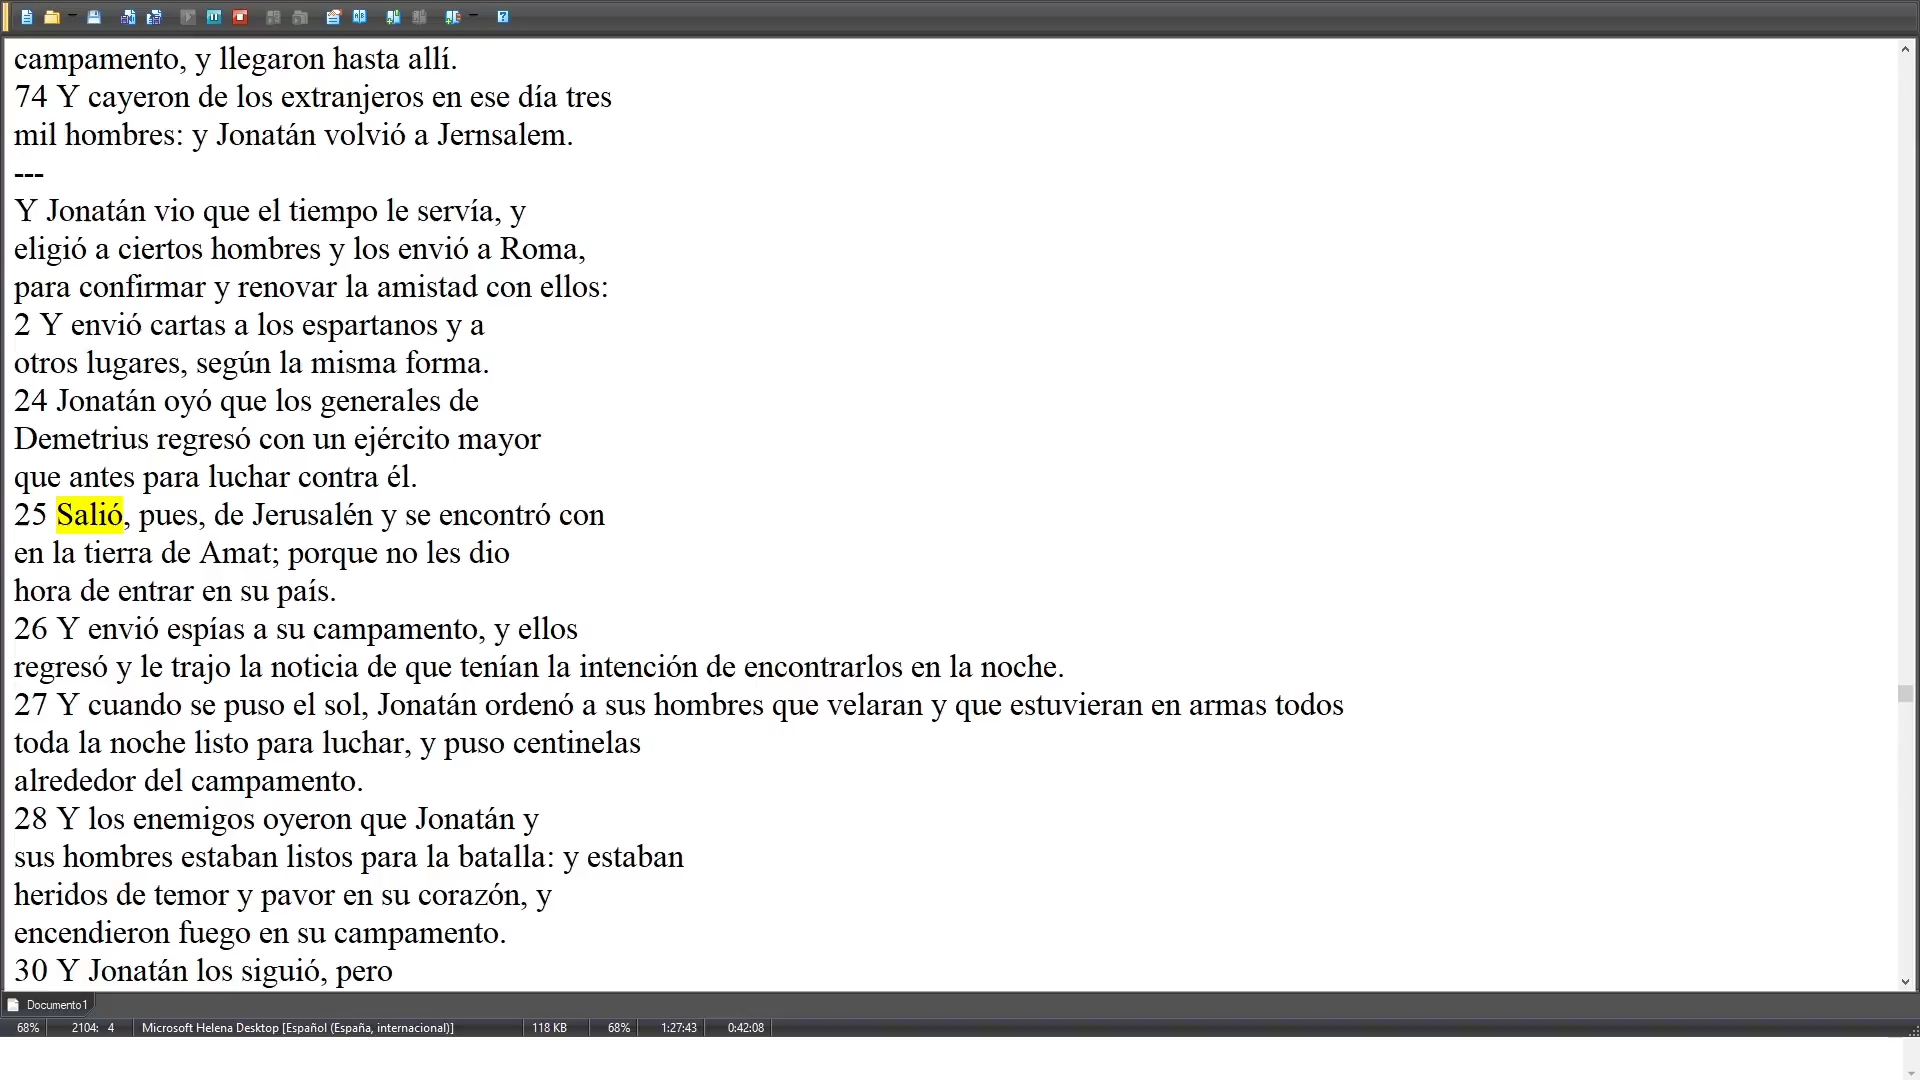 campamento, y llegaron hasta allí.
74 Y cayeron de los extranjeros en ese día tres
mil hombres: y Jonatán volvió a Jernsalem.
---
Y Jonatán vio que el tiempo le servía, y
eligió a ciertos hombres y los envió a Roma,
para confirmar y renovar la amistad con ellos:
2 Y envió cartas a los espartanos y a
otros lugares, según la misma forma.
24 Jonatán oyó que los generales de
Demetrius regresó con un ejército mayor
que antes para luchar contra él.
25 Salió, pues, de Jerusalén y se encontró con
en la tierra de Amat; porque no les dio
hora de entrar en su país.
26 Y envió espías a su campamento, y ellos
regresó y le trajo la noticia de que tenían la intención de encontrarlos en la noche.
27 Y cuando se puso el sol, Jonatán ordenó a sus hombres que velaran y que estuvieran en armas todos
toda la noche listo para luchar, y puso centinelas
alrededor del campamento.
28 Y los enemigos oyeron que Jonatán y
sus hombres estaban listos para la batalla: y estaban
heridos de temor y pavor en su corazón, y
encendieron fuego en su campamento.
30 Y Jonatán los siguió, pero
Documento1
68% 2104: 4 Microsoft Helena Desktop [Español (España, internacional)] 118 KB 68% 1:27:43 0:42:08